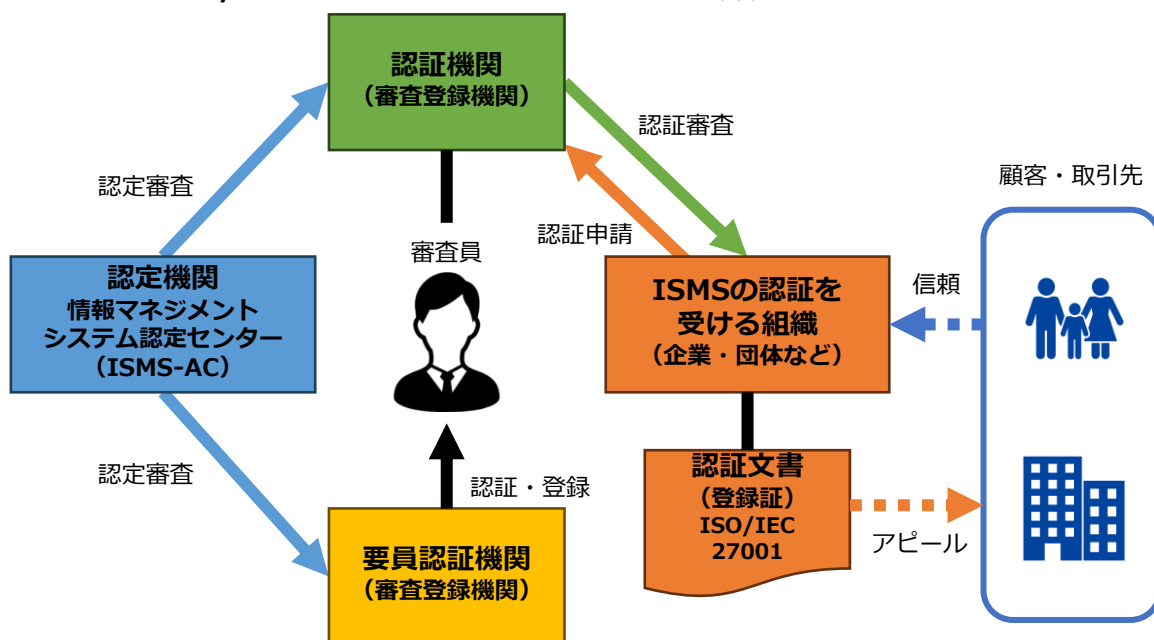 認証機関
（審査登録機関）
認証審査
認定審査
顧客・取引先
認証申請
審査員
認定機関
情報マネジメント
システム認定センター
（ISMS-AC）
ISMSの認証を
受ける組織
（企業・団体など）
信頼
認定審査
認証・登録
認証文書
（登録証）
ISO/IEC
27001
アピール
要員認証機関
（審査登録機関）